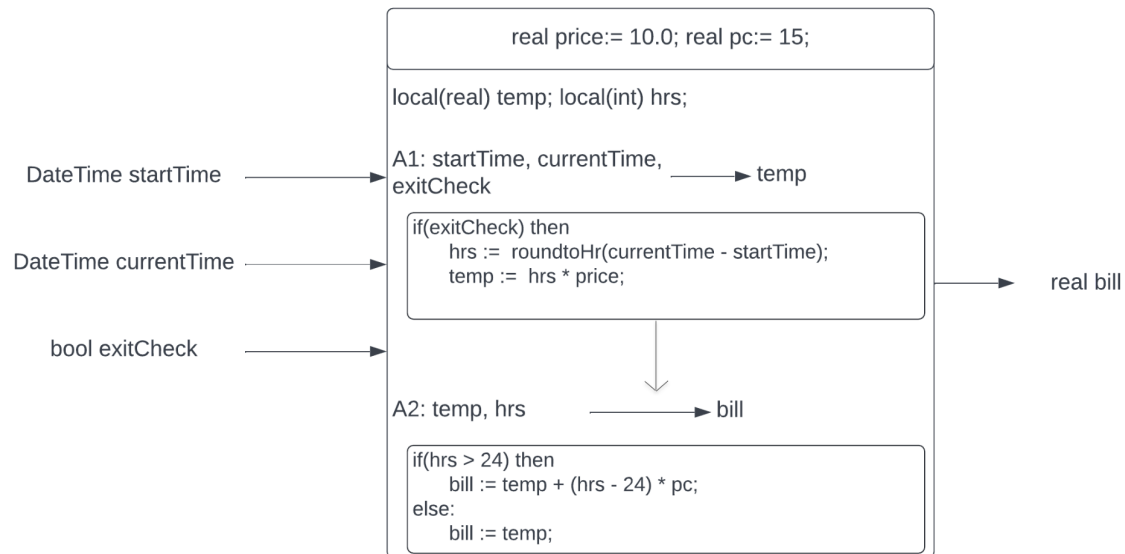 real price:= 10.0; real pc:= 15;
local(real) temp; local(int) hrs;
DateTime startTime
A1: startTime, currentTime,
exitCheck
temp
if(exitCheck) then
hrs := roundtoHr(currentTime - startTime);
temp := hrs * price;
DateTime currentTime
real bill
bool exitCheck
A2: temp, hrs
bill
if(hrs > 24) then
bill := temp + (hrs - 24) * pc;
else:
bill := temp;